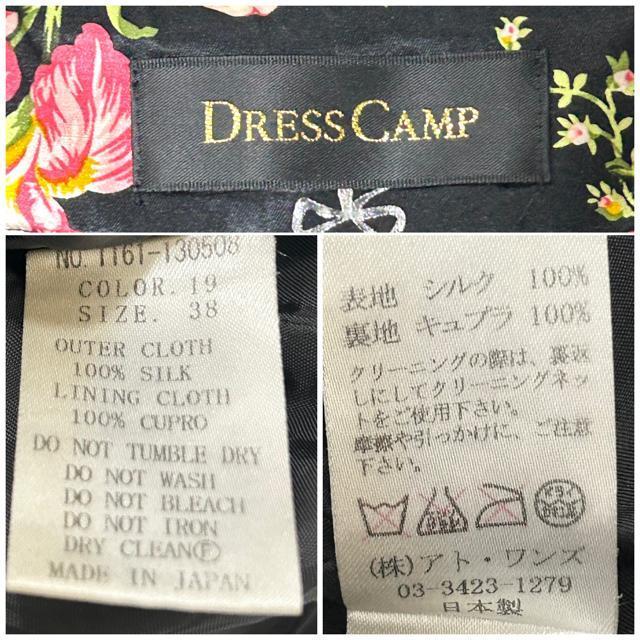 DRESS CAMP
NO. 1161-130508
COLOR. 19
SIZE. 38
OUTER CLOTH
100% SILK
LINING CLOTH
100% CUPRO
DO NOT TUMBLE DRY
DO NOT WASH
DO NOT BLEACH
DO NOT IRON
DRY CLEAN Ⓕ
MADE IN JAPAN
表地 シルク 100%
裏地 キュプラ 100%
クリーニングの際は、裏返
しにしてクリーニングネッ
トをご使用下さい。
摩擦や引っかけに、ご注意
下さい。
ドライ
(株)アト・ワンズ
03-3423-1279
日本製